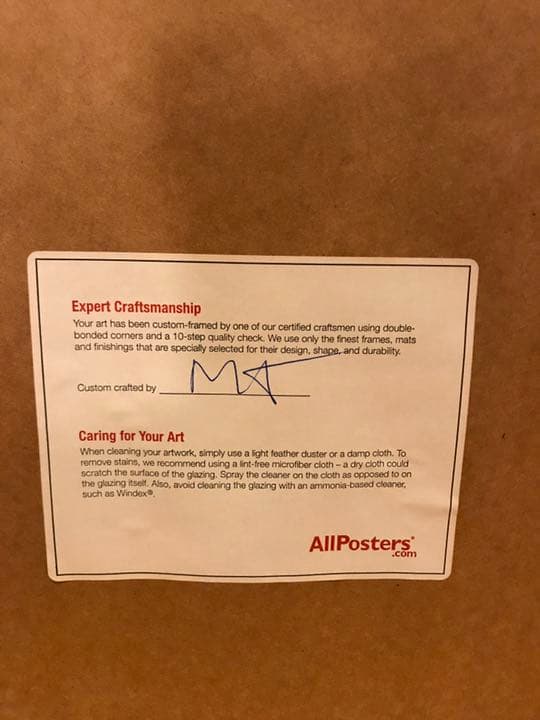 Expert Craftsmanship
Your art has been custom-framed by one of our certified craftsmen using double-
bonded corners and a 10-step quality check. We use only the finest frames, mats
and finishings that are specially selected for their design, shape, and durability.
Custom crafted by
Caring for Your Art
When cleaning your artwork, simply use a light feather duster or a damp cloth. To
remove stains, we recommend using a lint-free microfiber cloth – a dry cloth could
scratch the surface of the glazing. Spray the cleaner on the cloth as opposed to on
the glazing itself. Also, avoid cleaning the glazing with an ammonia-based cleaner,
such as Windex®.
AllPosters®
.com